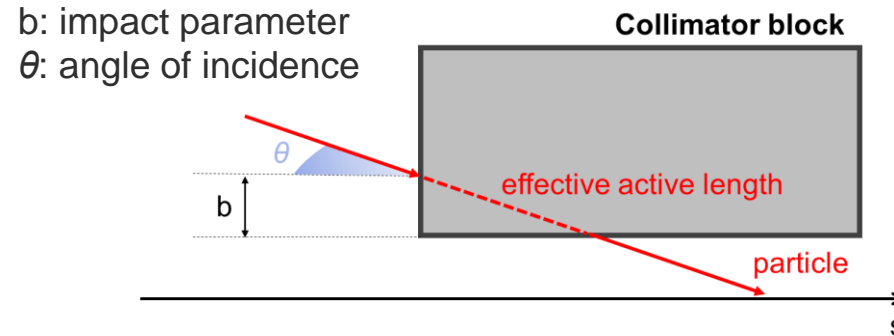 b: impact parameter
θ: angle of incidence
Collimator block
θ
b
effective active length
particle
s